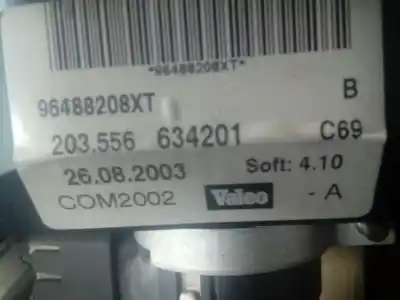 *96488208XT*
96488208XT B
203.556 634201 C69
26.08.2003 Soft: 4.10
COM2002 Valeo - A